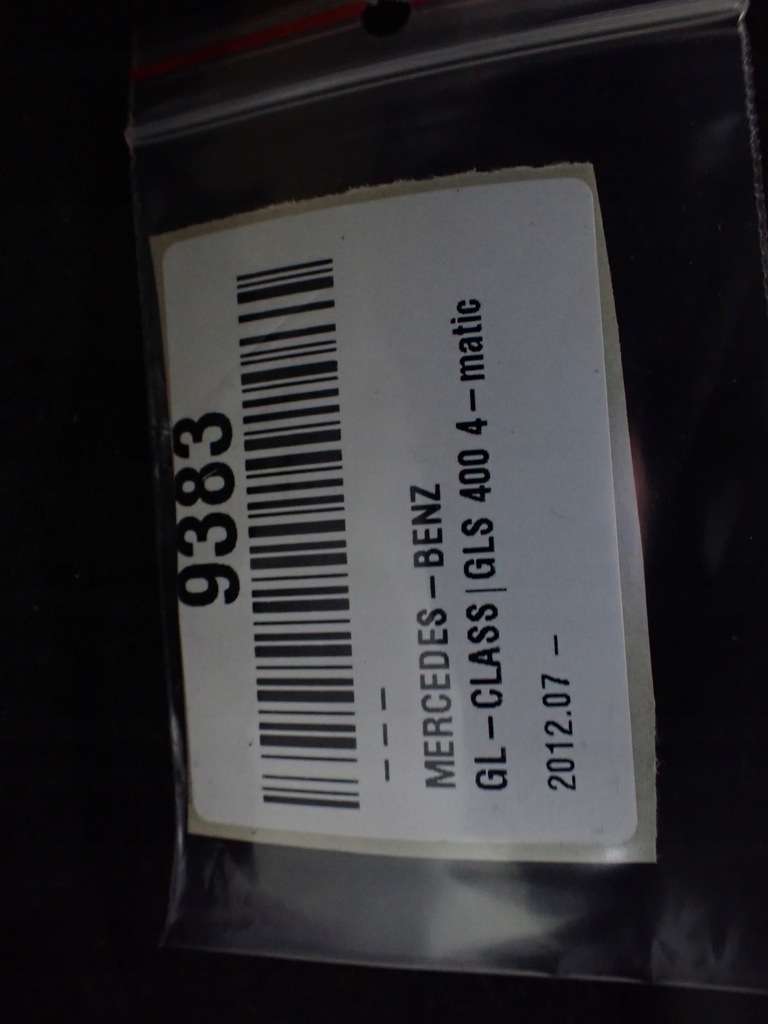 9383
– – –
MERCEDES–BENZ
GL–CLASS|GLS 400 4–matic
2012.07 –